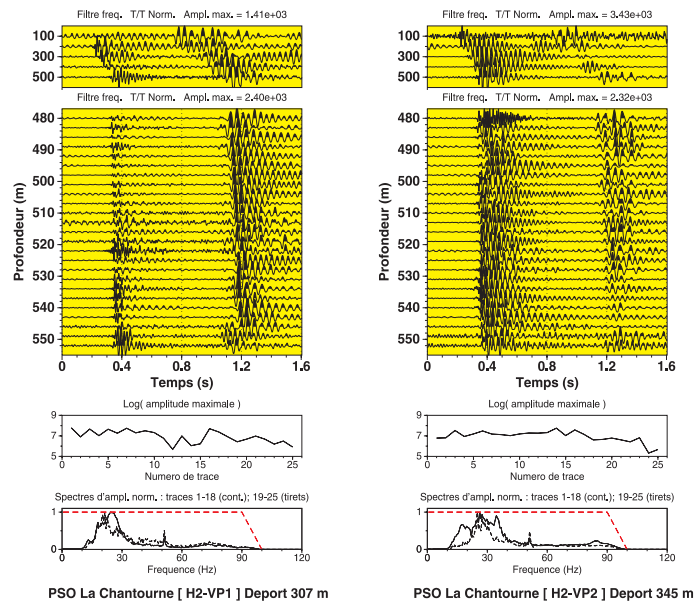 Filtre freq. T/T Norm. Ampl. max. = 1.41e+03
100
300
500
Filtre freq. T/T Norm. Ampl. max. = 2.40e+03
Profondeur (m)
480
490
500
510
520
530
540
550
0 0.4 0.8 1.2 1.6
Temps (s)
Log( amplitude maximale )
9
7
5
0 5 10 15 20 25 30
Numero de trace
Spectres d'ampl. norm. : traces 1-18 (cont.); 19-25 (tirets)
1
0
0 30 60 90 120
Frequence (Hz)
PSO La Chantourne [ H2-VP1 ] Deport 307 m
Filtre freq. T/T Norm. Ampl. max. = 3.43e+03
100
300
500
Filtre freq. T/T Norm. Ampl. max. = 2.32e+03
Profondeur (m)
480
490
500
510
520
530
540
550
0 0.4 0.8 1.2 1.6
Temps (s)
Log( amplitude maximale )
9
7
5
0 5 10 15 20 25 30
Numero de trace
Spectres d'ampl. norm. : traces 1-18 (cont.); 19-25 (tirets)
1
0
0 30 60 90 120
Frequence (Hz)
PSO La Chantourne [ H2-VP2 ] Deport 345 m